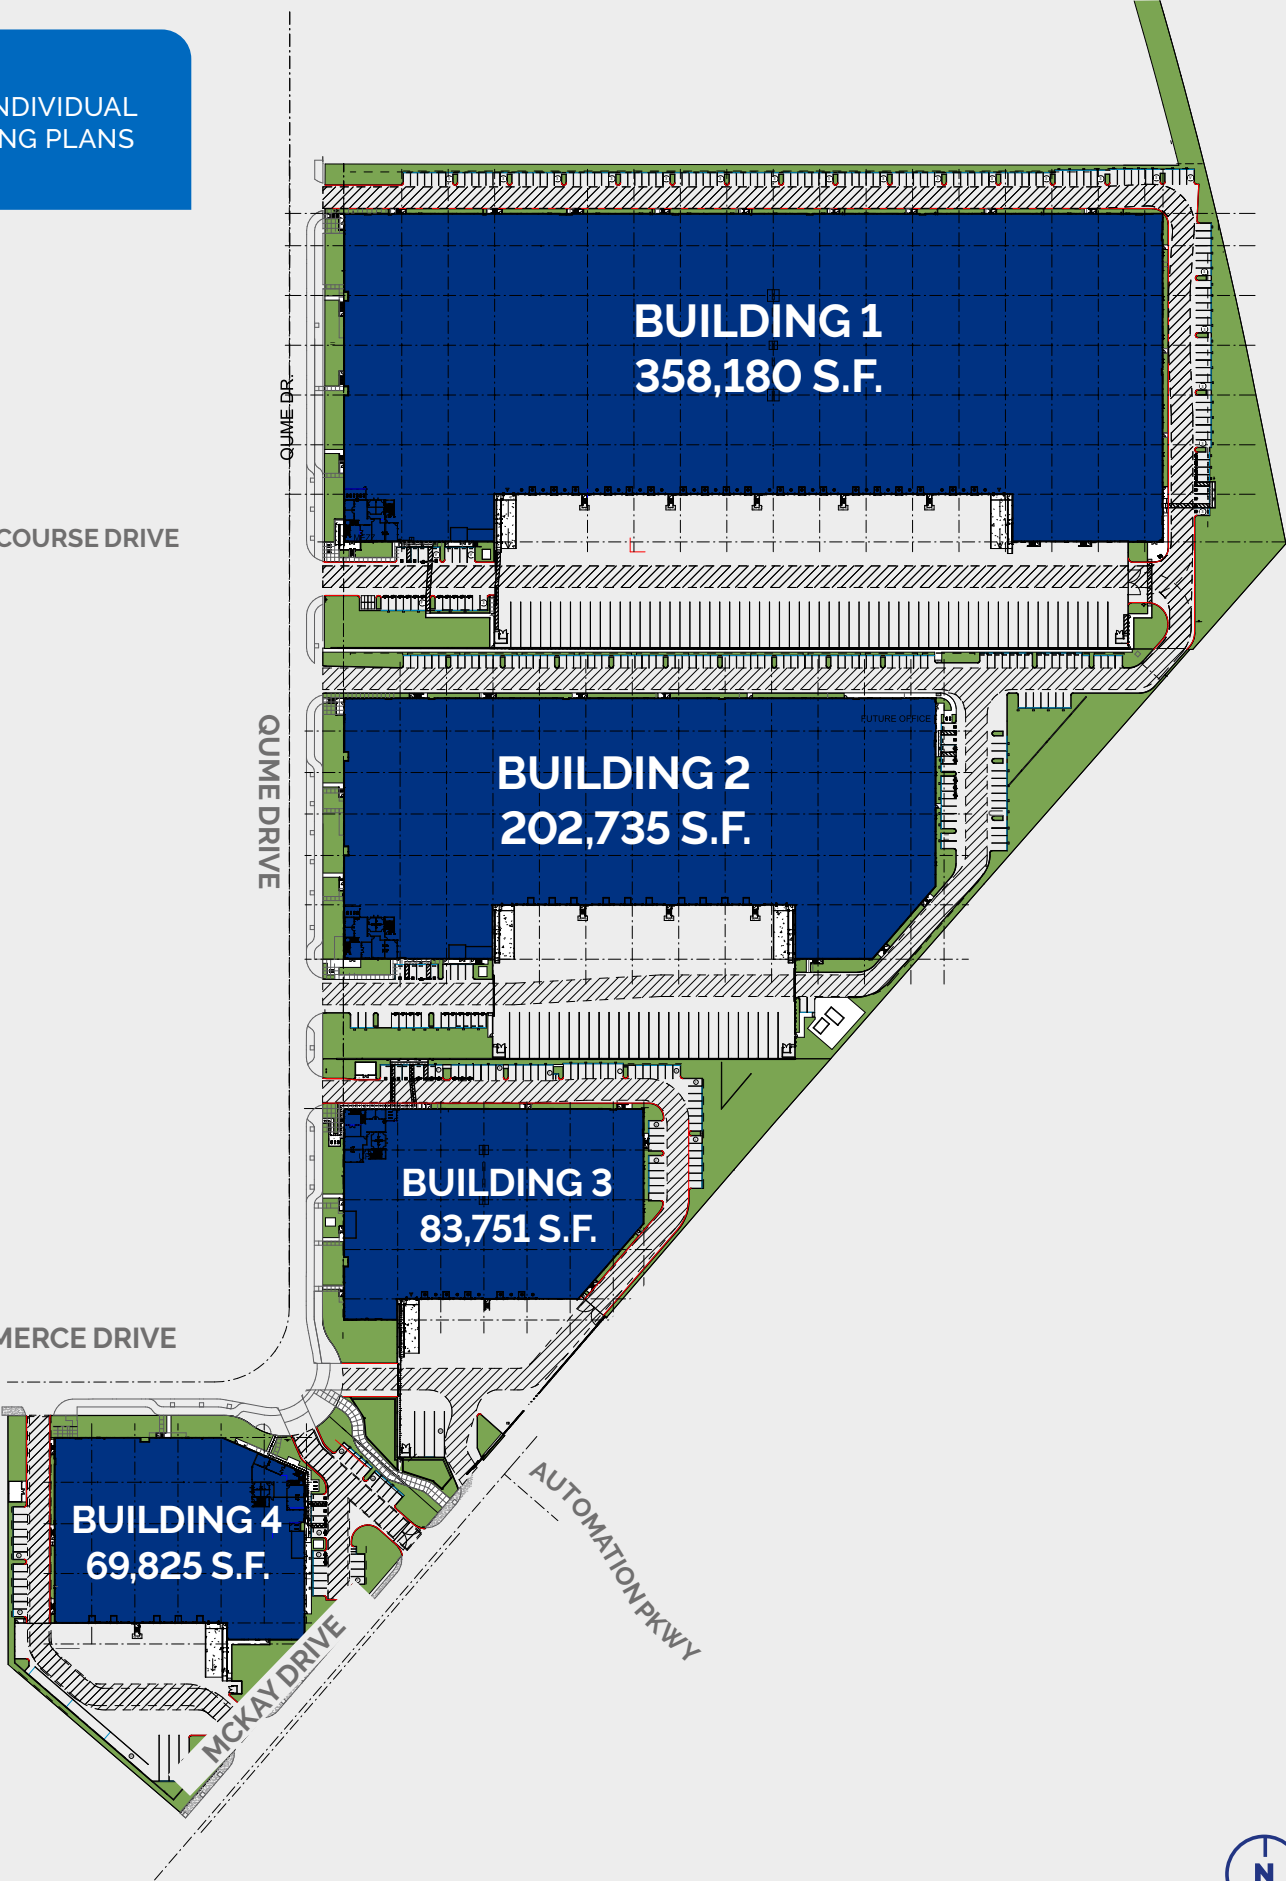 NDIVIDUAL
NG PLANS
BUILDING 1
358,180 S.F.
QUME DR.
COURSE DRIVE
FUTURE OFFICE
QUME DRIVE
BUILDING 2
202,735 S.F.
BUILDING 3
83,751 S.F.
MERCE DRIVE
AUTOMATION PKWY
BUILDING 4
69,825 S.F.
MCKAY DRIVE
N